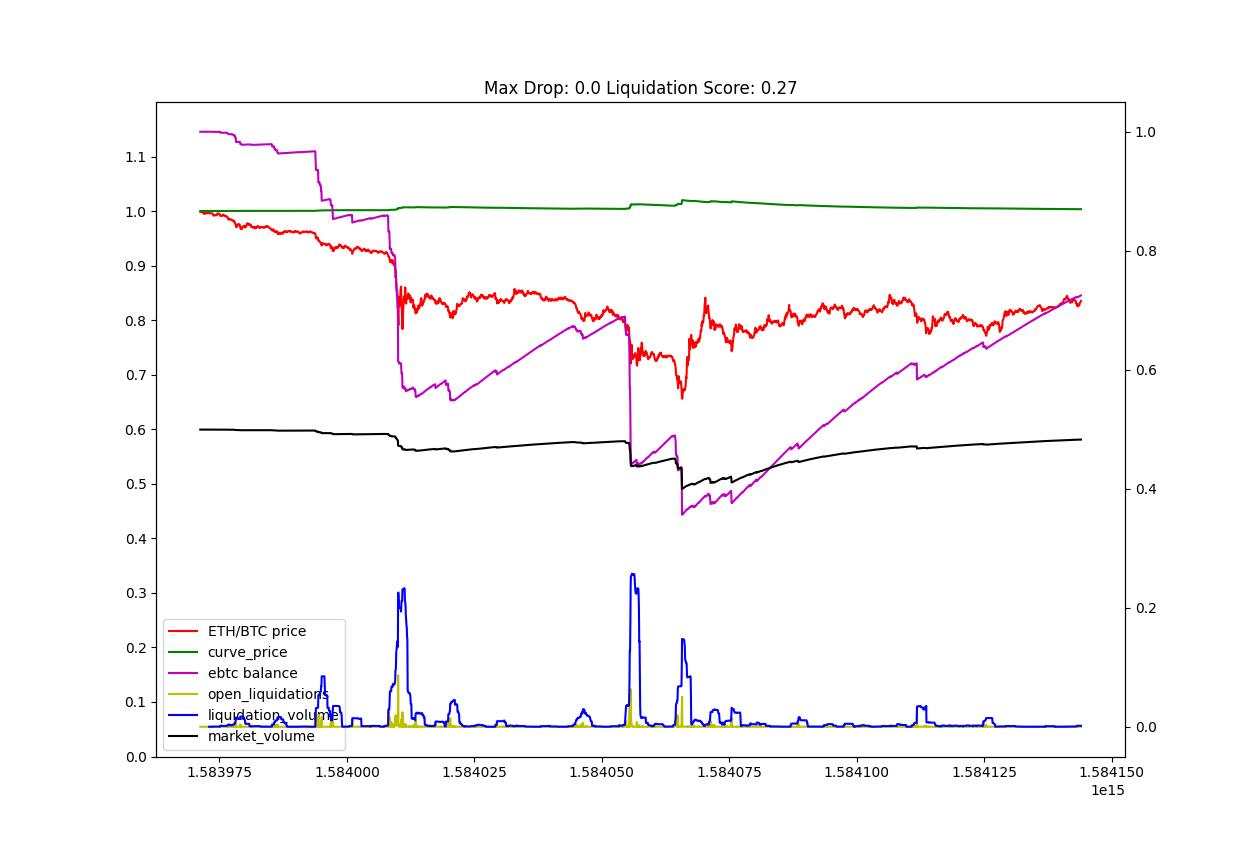 Max Drop: 0.0 Liquidation Score: 0.27
1.1
1.0
0.9
0.8
0.7
0.6
0.5
0.4
0.3
0.2
0.1
0.0
1.0
0.8
0.6
0.4
0.2
0.0
ETH/BTC price
curve_price
ebtc balance
open_liquidations
liquidation_volume
market_volume
1.583975 1.584000 1.584025 1.584050 1.584075 1.584100 1.584125 1.584150
1e15